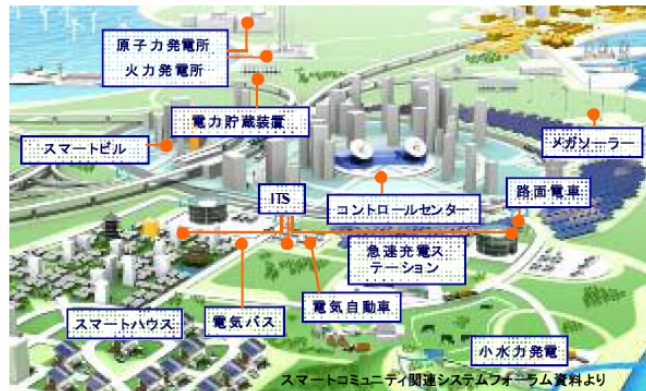 原子力発電所
火力発電所
電力貯蔵装置
スマートビル
メガソーラー
ITS
路面電車
コントロールセンター
急速充電ス
テーション
電気自動車
電気バス
スマートハウス
小水力発電
スマートコミュニティ関連システムフォーラム資料より